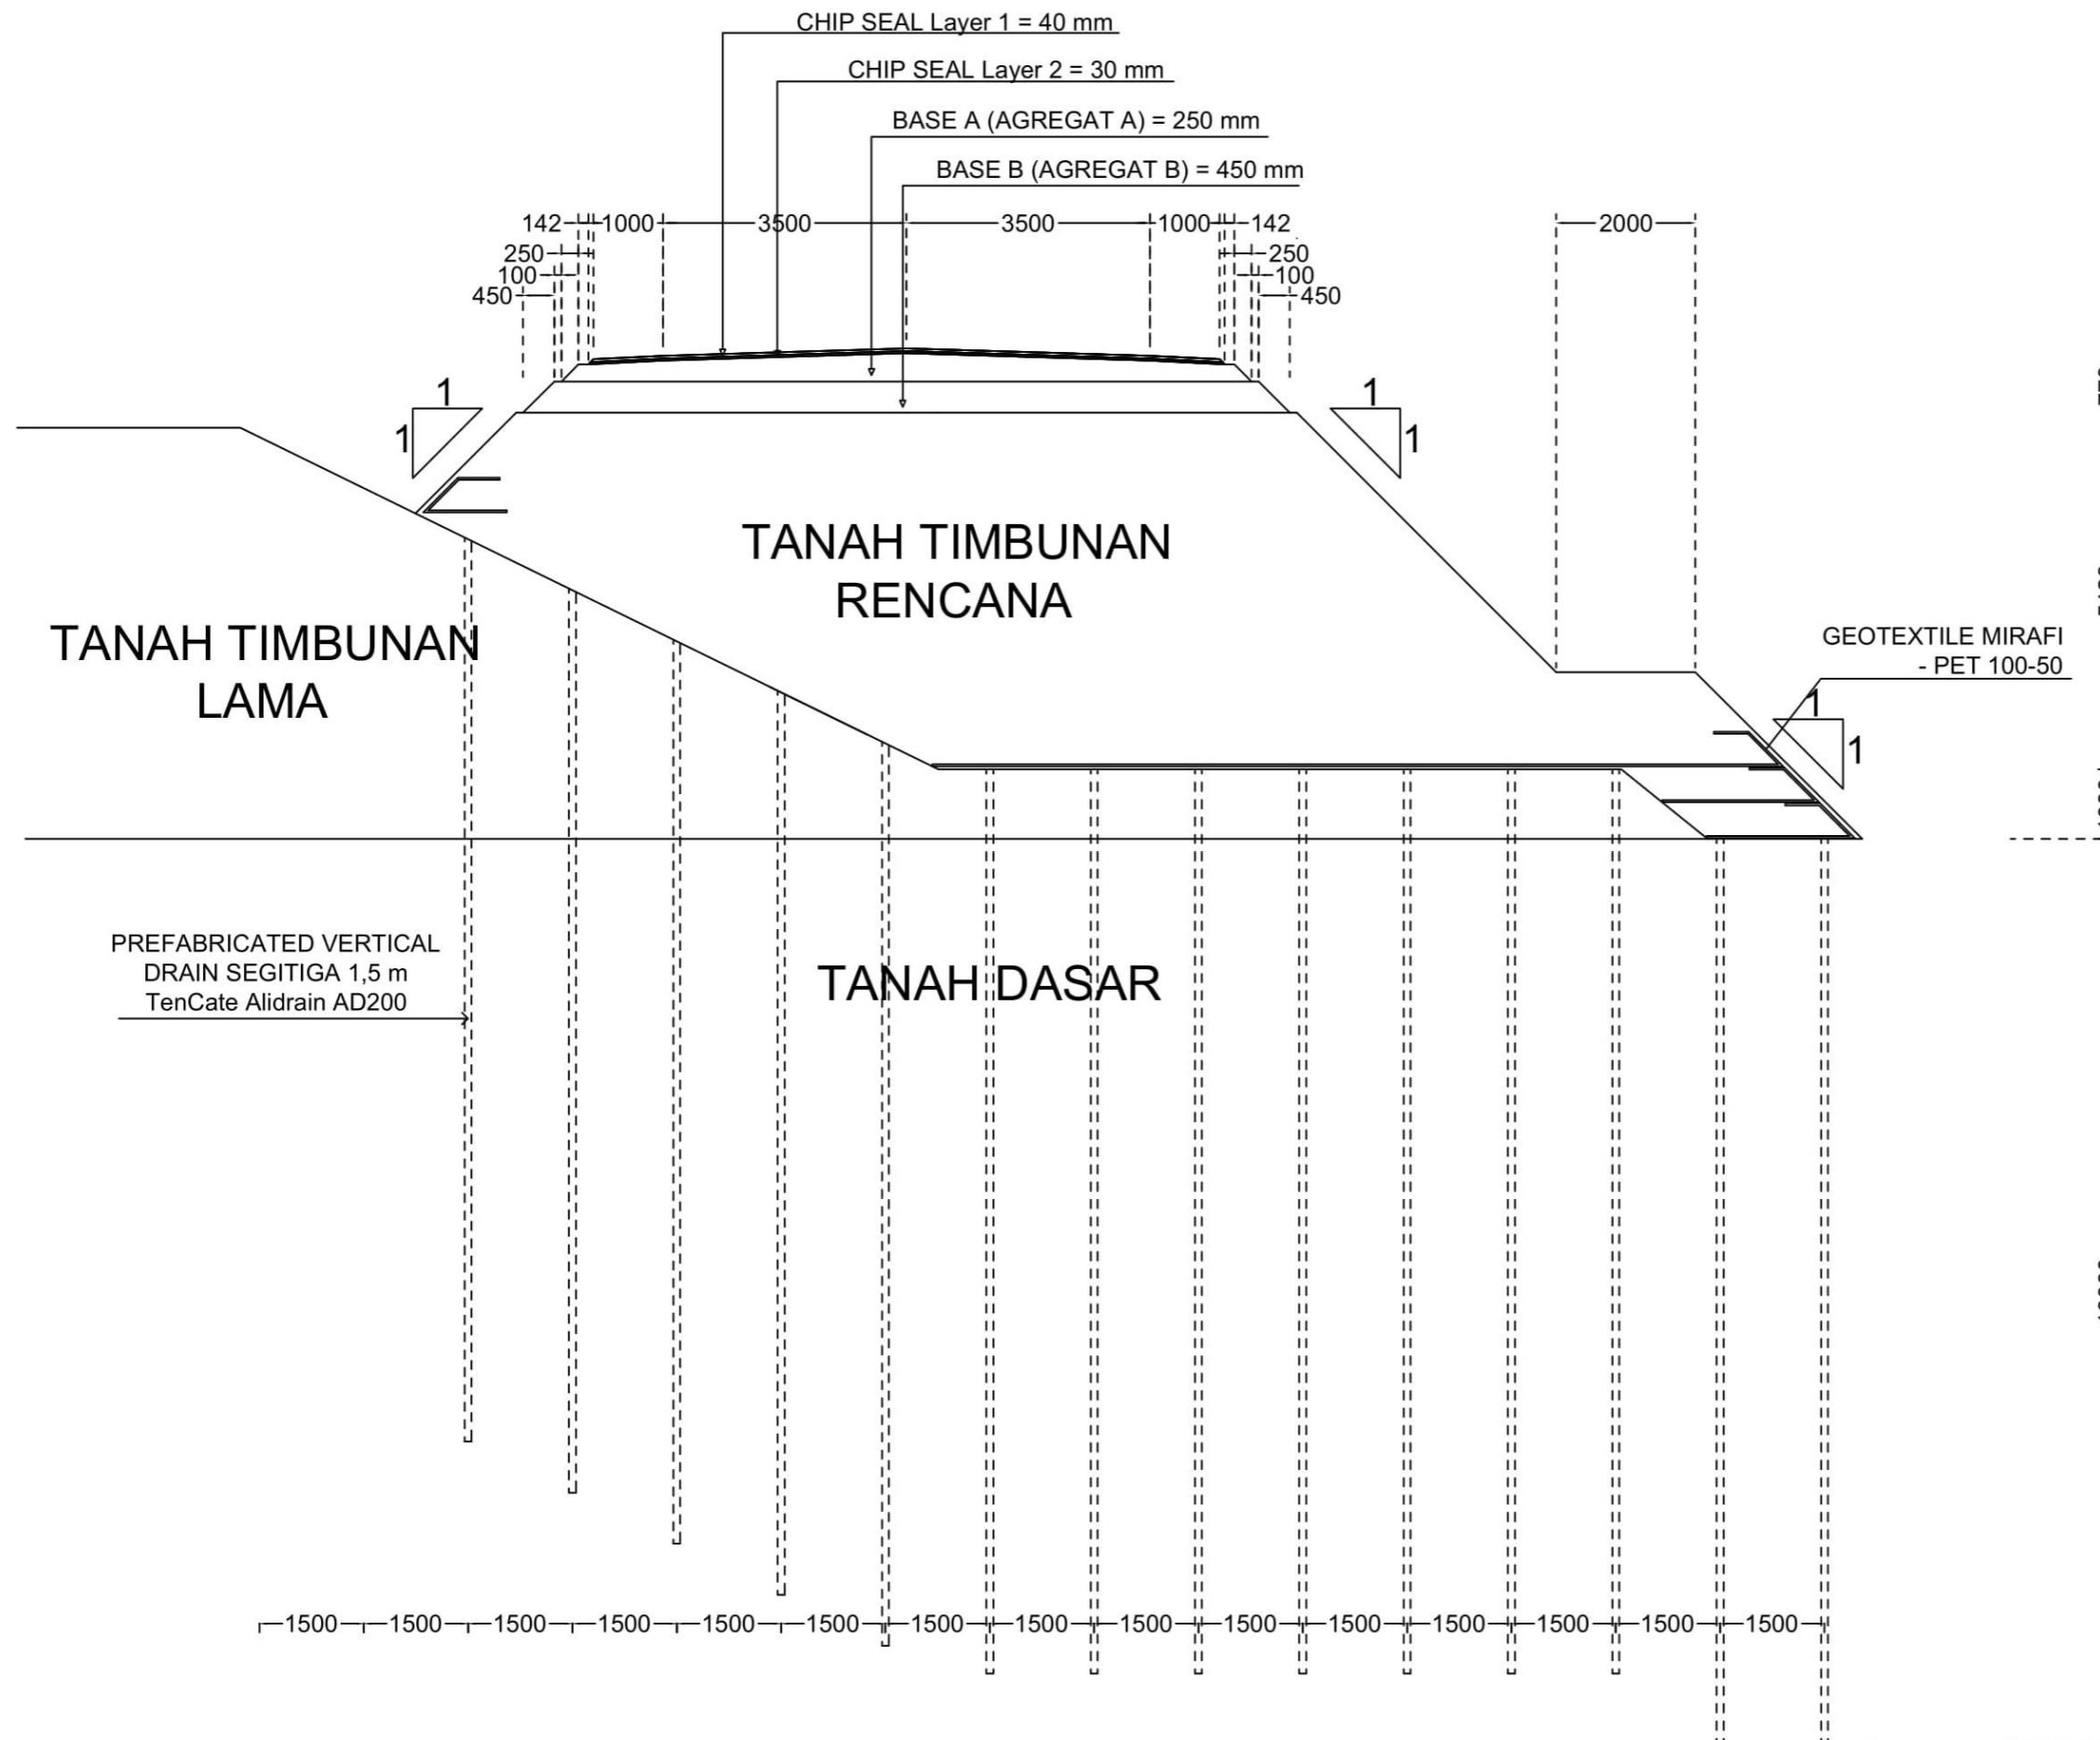 CHIP SEAL Layer 1 = 40 mm
CHIP SEAL Layer 2 = 30 mm
BASE A (AGREGAT A) = 250 mm
BASE B (AGREGAT B) = 450 mm
142 1000 3500 3500 1000 142 2000
250 250
100 100
450 450
1 1
1 1
TANAH TIMBUNAN
RENCANA
TANAH TIMBUNAN
LAMA
GEOTEXTILE MIRAFI
- PET 100-50
1
1
PREFABRICATED VERTICAL
DRAIN SEGITIGA 1,5 m
TenCate Alidrain AD200
TANAH DASAR
1500 1500 1500 1500 1500 1500 1500 1500 1500 1500 1500 1500 1500 1500 1500